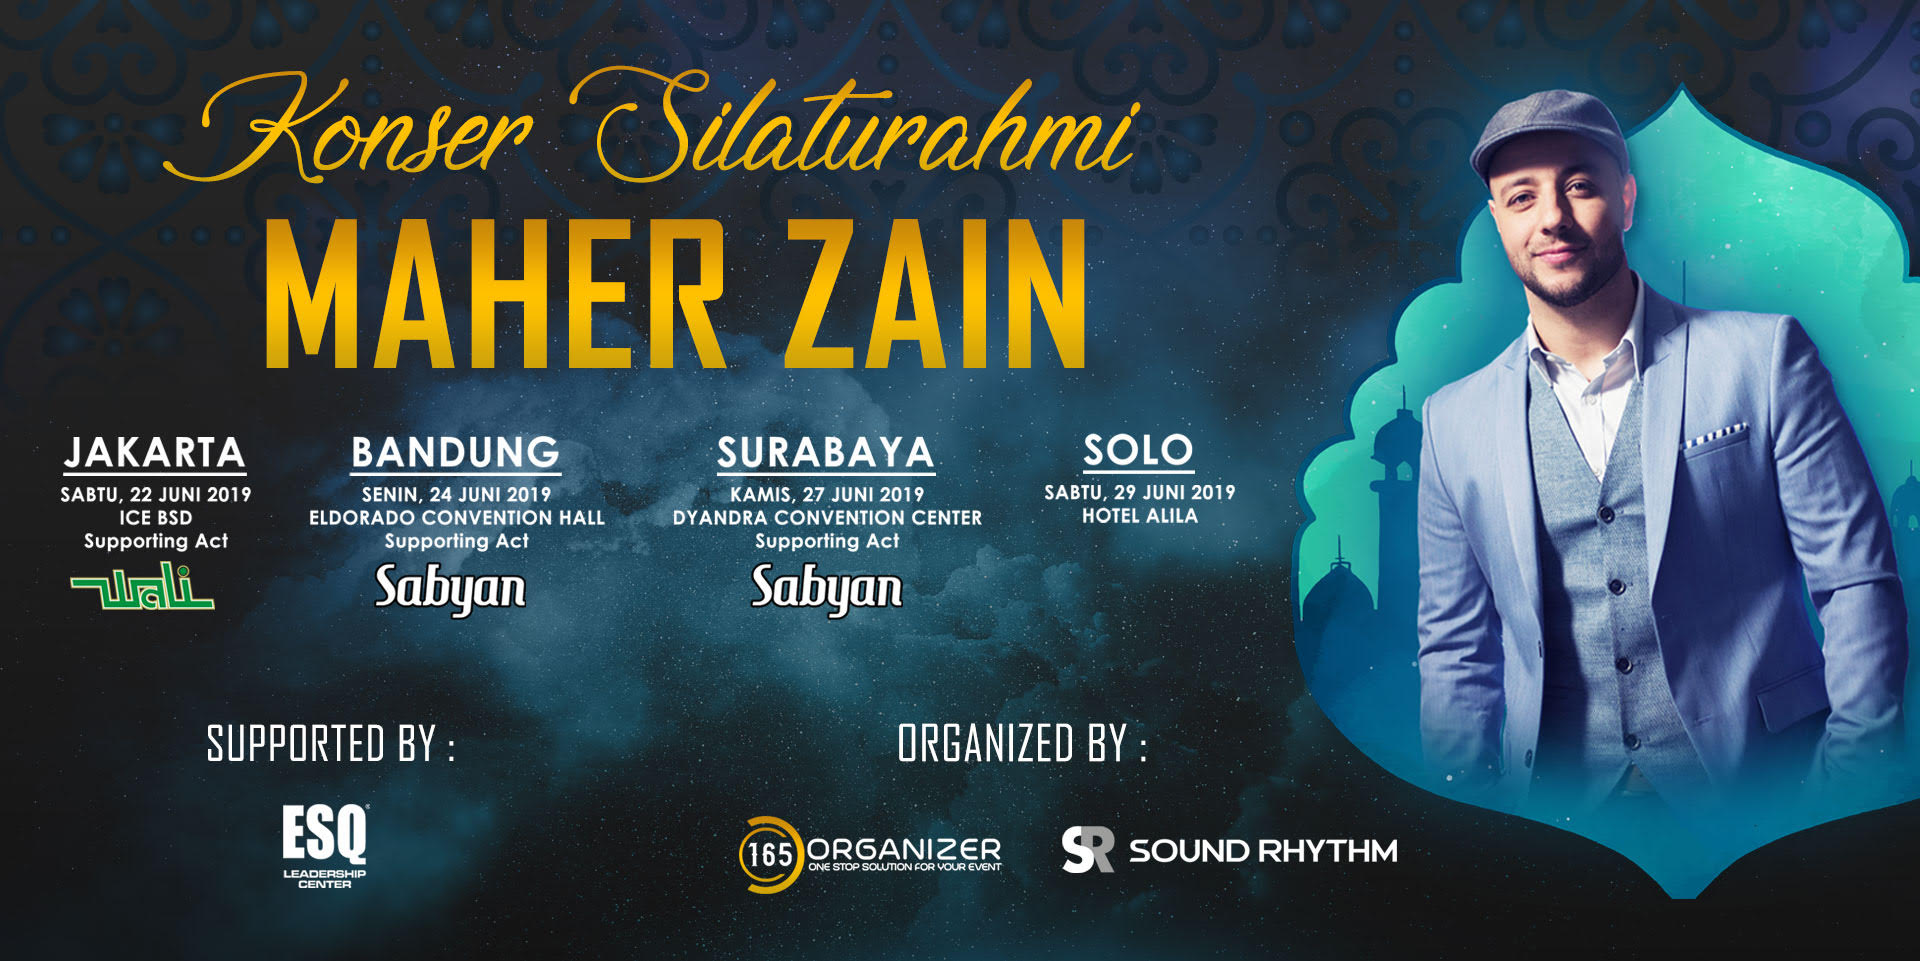 Konser Silaturahmi
MAHER ZAIN
JAKARTA
SABTU, 22 JUNI 2019
ICE BSD
Supporting Act
Wali
BANDUNG
SENIN, 24 JUNI 2019
ELDORADO CONVENTION HALL
Supporting Act
Sabyan
SURABAYA
KAMIS, 27 JUNI 2019
DYANDRA CONVENTION CENTER
Supporting Act
Sabyan
SOLO
SABTU, 29 JUNI 2019
HOTEL ALILA
SUPPORTED BY :
ESQ®
LEADERSHIP
CENTER
ORGANIZED BY :
165 ORGANIZER
ONE STOP SOLUTION FOR YOUR EVENT
SR SOUND RHYTHM